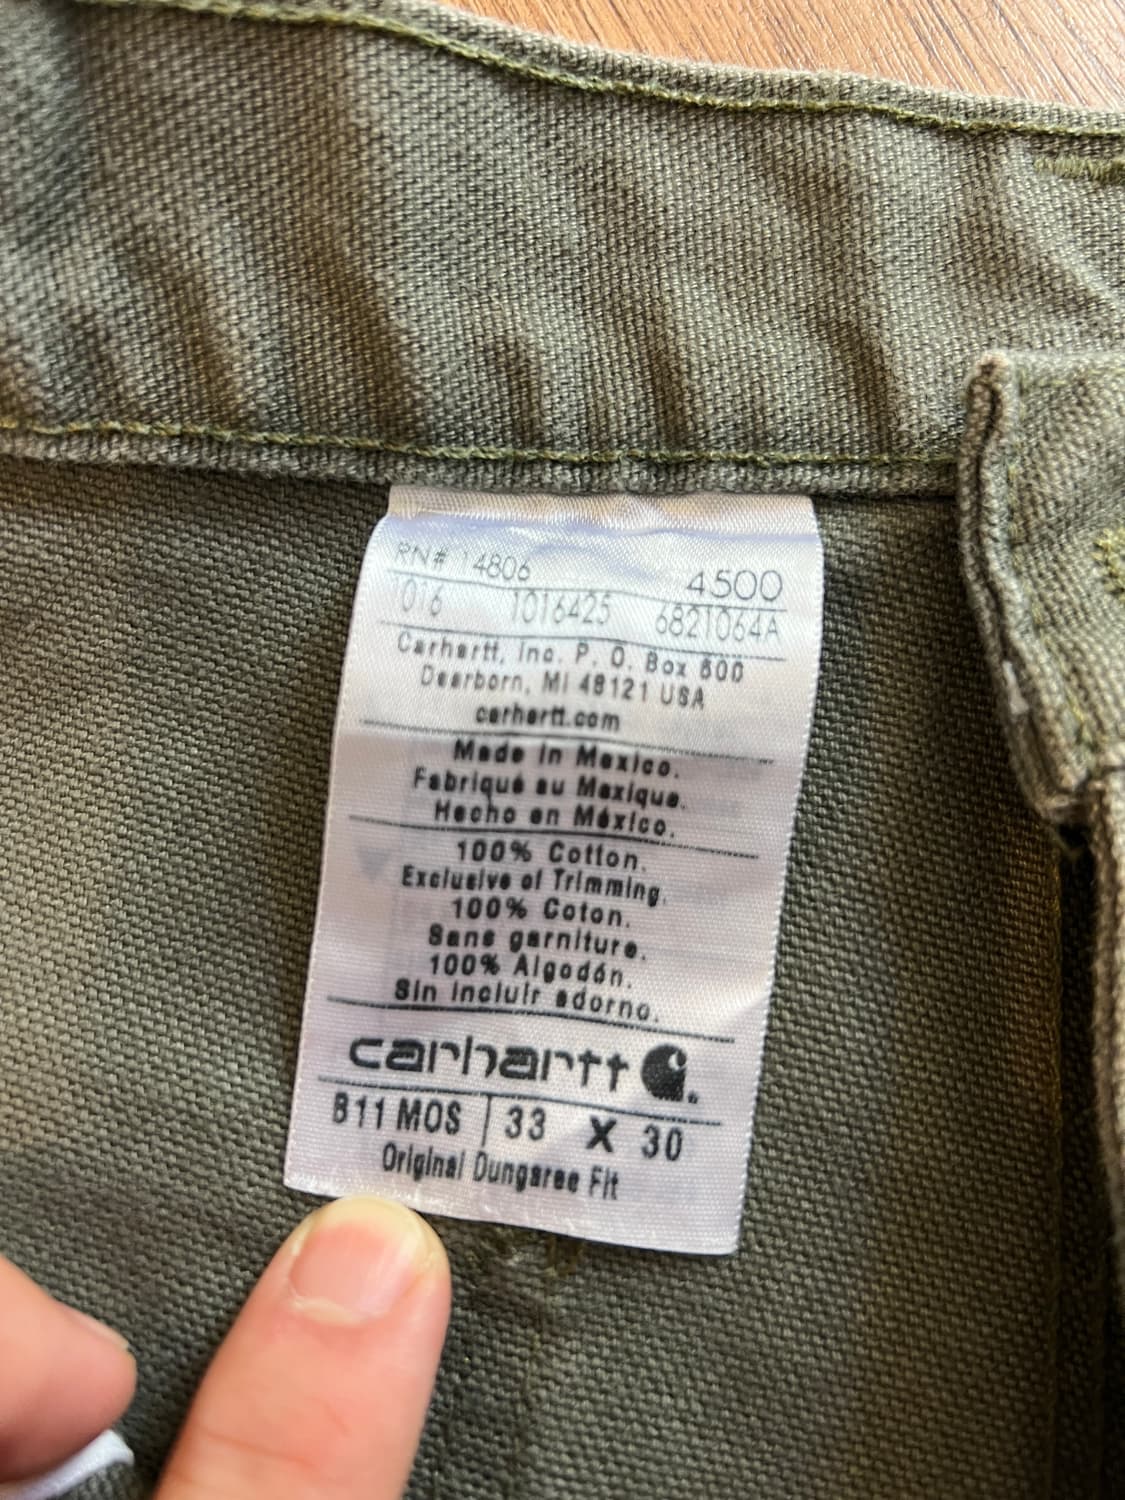 RN# 14806 4500
016 1016425 6821064A
Carhartt, Inc. P. O. Box 600
Dearborn, MI 48121 USA
carhartt.com
Made in Mexico.
Fabriqué au Mexique.
Hecho en México.
100% Cotton.
Exclusive of Trimming.
100% Coton.
Sans garniture.
100% Algodón.
Sin incluir adorno.
carhartt
B11 MOS 33 X 30
Original Dungaree Fit